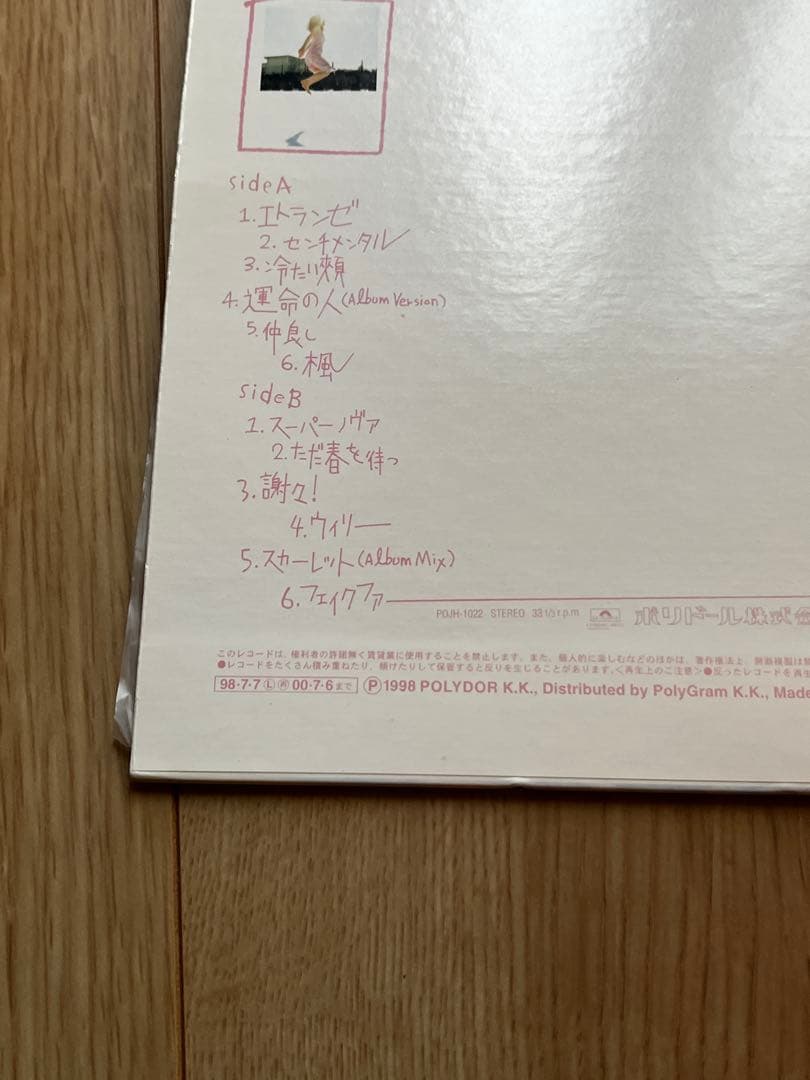 sideA
1.エトランゼ
2.センチメンタル
3.冷たい頬
4.運命の人(Album Version)
5.仲良し
6.楓
sideB
1.スーパーノヴァ
2.ただ春を待つ
3.謝々!
4.ウィリー
5.スカーレット(Album Mix)
6.フェイクファー
POJH-1022 STEREO 33 1/3 r.p.m ポリドール株式会
このレコードは、権利者の許諾無く賃貸業に使用することを禁止します。また、個人的に楽しむなどのほかは、著作権法上、無断複製は
●レコードをたくさん積み重ねたり、傾けたりして保管すると反りを生じることがあります。<再生上のご注意>●反ったレコードを再生
98・7・7 Ⓛ 00・7・6まで Ⓟ1998 POLYDOR K.K., Distributed by PolyGram K.K., Made